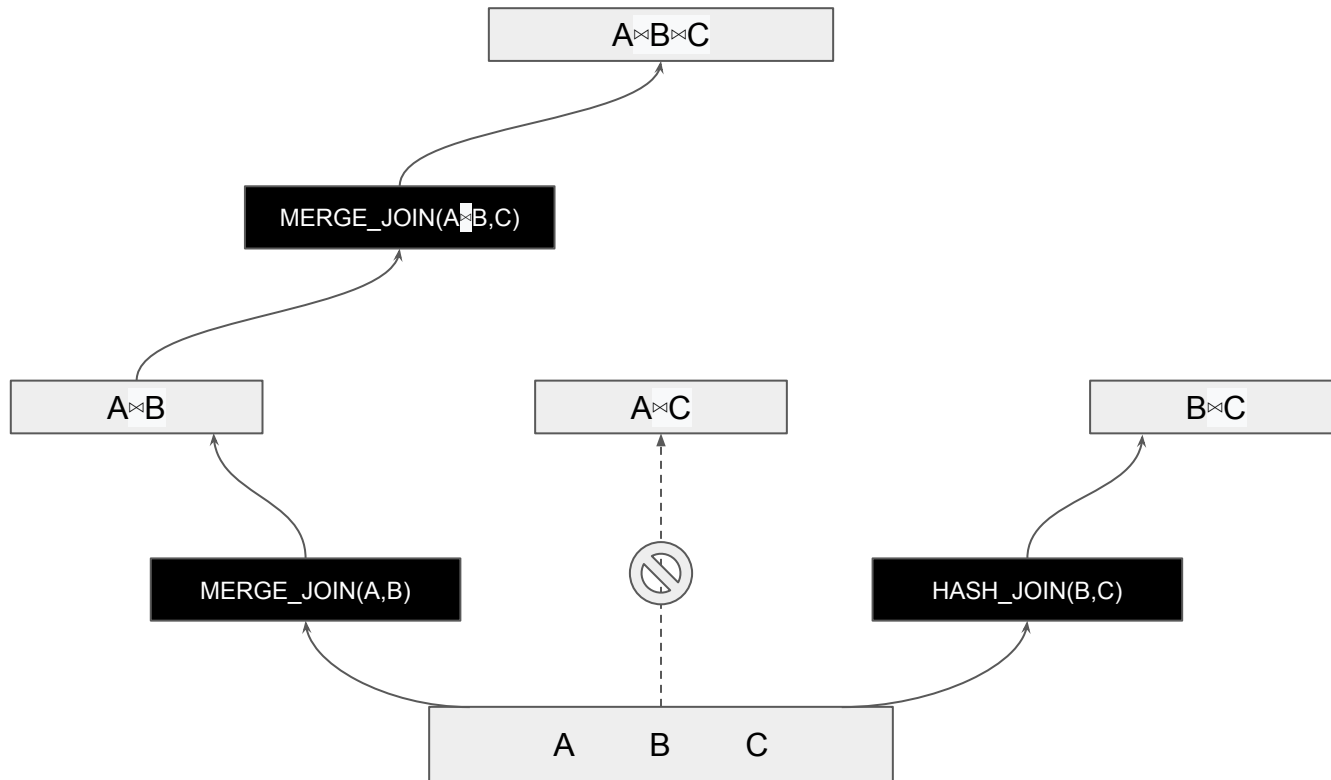 A⋈B⋈C
MERGE_JOIN(A⋈B,C)
A⋈B
A⋈C
B⋈C
MERGE_JOIN(A,B)
HASH_JOIN(B,C)
A B C